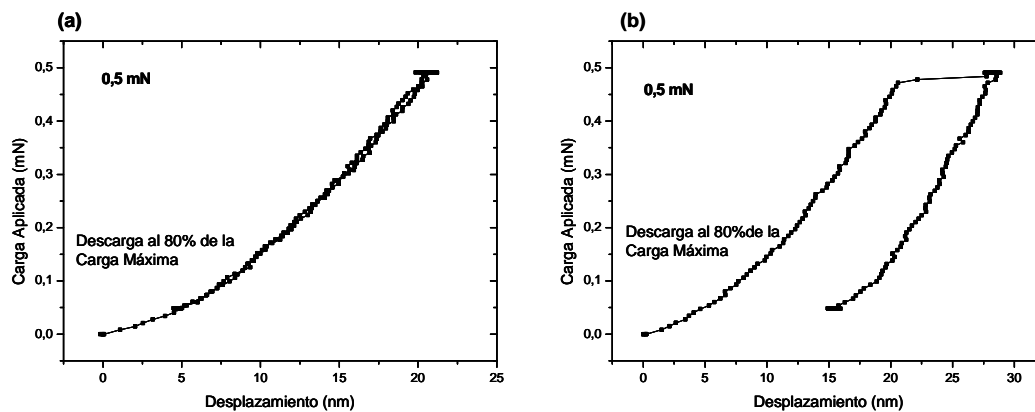 (a)
0,5 mN
Descarga al 80% de la
Carga Máxima
Carga Aplicada (mN)
0,5
0,4
0,3
0,2
0,1
0,0
0 5 10 15 20 25
Desplazamiento (nm)
(b)
0,5 mN
Descarga al 80%de la
Carga Máxima
Carga Aplicada (mN)
0,5
0,4
0,3
0,2
0,1
0,0
0 5 10 15 20 25 30
Desplazamiento (nm)